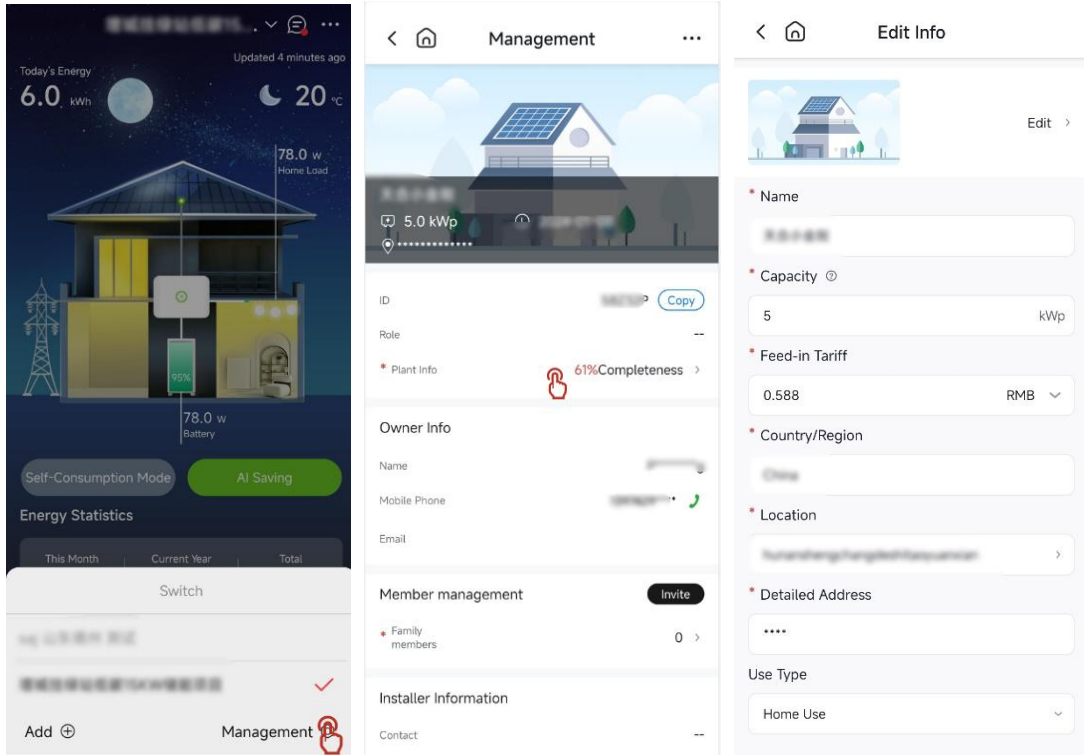 Updated 4 minutes ago
Today's Energy
6.0 kWh
20 °C
78.0 w
Home Load
95%
78.0 w
Battery
Self-Consumption Mode
AI Saving
Energy Statistics
This Month
Current Year
Total
Switch
Add
Management
Management
5.0 kWp
*************
ID
Copy
Role
--
* Plant Info
61%Completeness
Owner Info
Name
Mobile Phone
Email
Member management
Invite
* Family
members
0
Installer Information
Contact
--
Edit Info
Edit
* Name
* Capacity
5
kWp
* Feed-in Tariff
0.588
RMB
* Country/Region
China
* Location
* Detailed Address
****
Use Type
Home Use